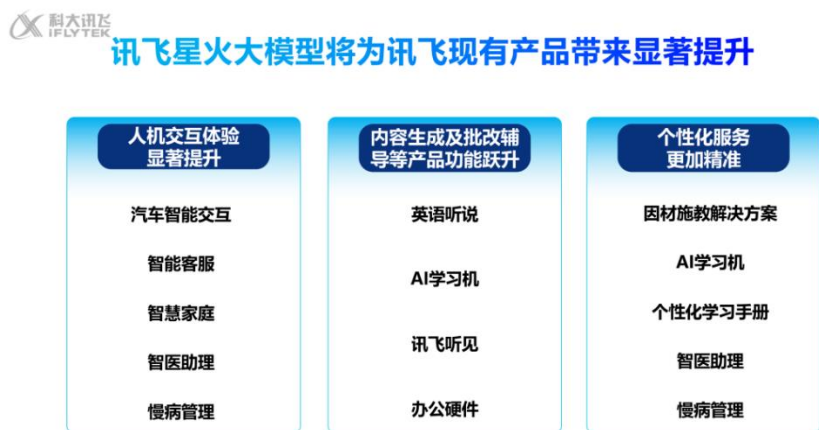 科大讯飞
iFLYTEK
讯飞星火大模型将为讯飞现有产品带来显著提升
人机交互体验
显著提升
汽车智能交互
智能客服
智慧家庭
智医助理
慢病管理
内容生成及批改辅
导等产品功能跃升
英语听说
AI学习机
讯飞听见
办公硬件
个性化服务
更加精准
因材施教解决方案
AI学习机
个性化学习手册
智医助理
慢病管理